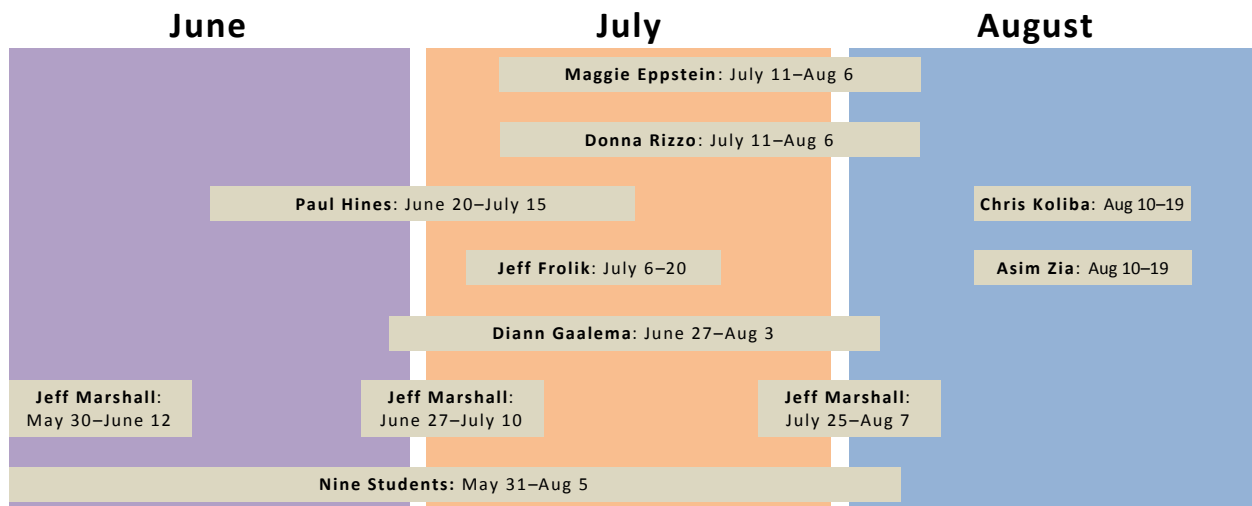 June
July
August
Maggie Eppstein: July 11–Aug 6
Donna Rizzo: July 11–Aug 6
Paul Hines: June 20–July 15
Chris Koliba: Aug 10–19
Jeff Frolik: July 6–20
Asim Zia: Aug 10–19
Diann Gaalema: June 27–Aug 3
Jeff Marshall:
May 30–June 12
Jeff Marshall:
June 27–July 10
Jeff Marshall:
July 25–Aug 7
Nine Students: May 31–Aug 5